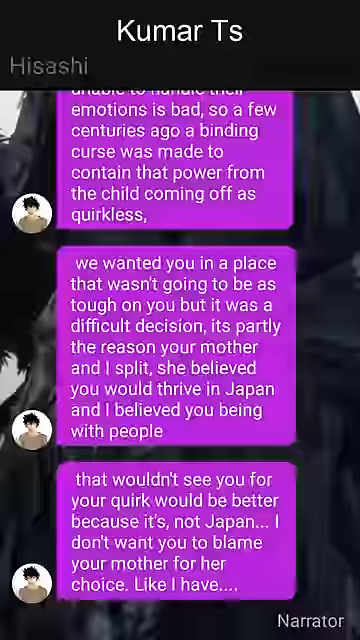 Kumar Ts
Hisashi
unable to handle their
emotions is bad, so a few
centuries ago a binding
curse was made to
contain that power from
the child coming off as
quirkless,
we wanted you in a place
that wasn't going to be as
tough on you but it was a
difficult decision, its partly
the reason your mother
and I split, she believed
you would thrive in Japan
and I believed you being
with people
that wouldn't see you for
your quirk would be better
because it's, not Japan... I
don't want you to blame
your mother for her
choice. Like I have....
Narrator